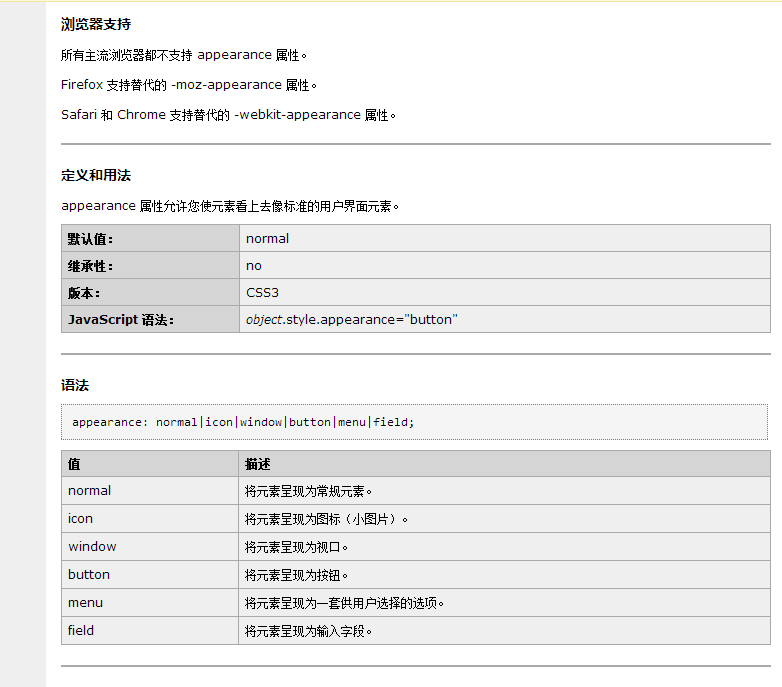 浏览器支持
所有主流浏览器都不支持 appearance 属性。
Firefox 支持替代的 -moz-appearance 属性。
Safari 和 Chrome 支持替代的 -webkit-appearance 属性。
定义和用法
appearance 属性允许您使元素看上去像标准的用户界面元素。
默认值： normal
继承性： no
版本： CSS3
JavaScript 语法： object.style.appearance="button"
语法
appearance: normal|icon|window|button|menu|field;
值 描述
normal 将元素呈现为常规元素。
icon 将元素呈现为图标（小图片）。
window 将元素呈现为视口。
button 将元素呈现为按钮。
menu 将元素呈现为一套供用户选择的选项。
field 将元素呈现为输入字段。